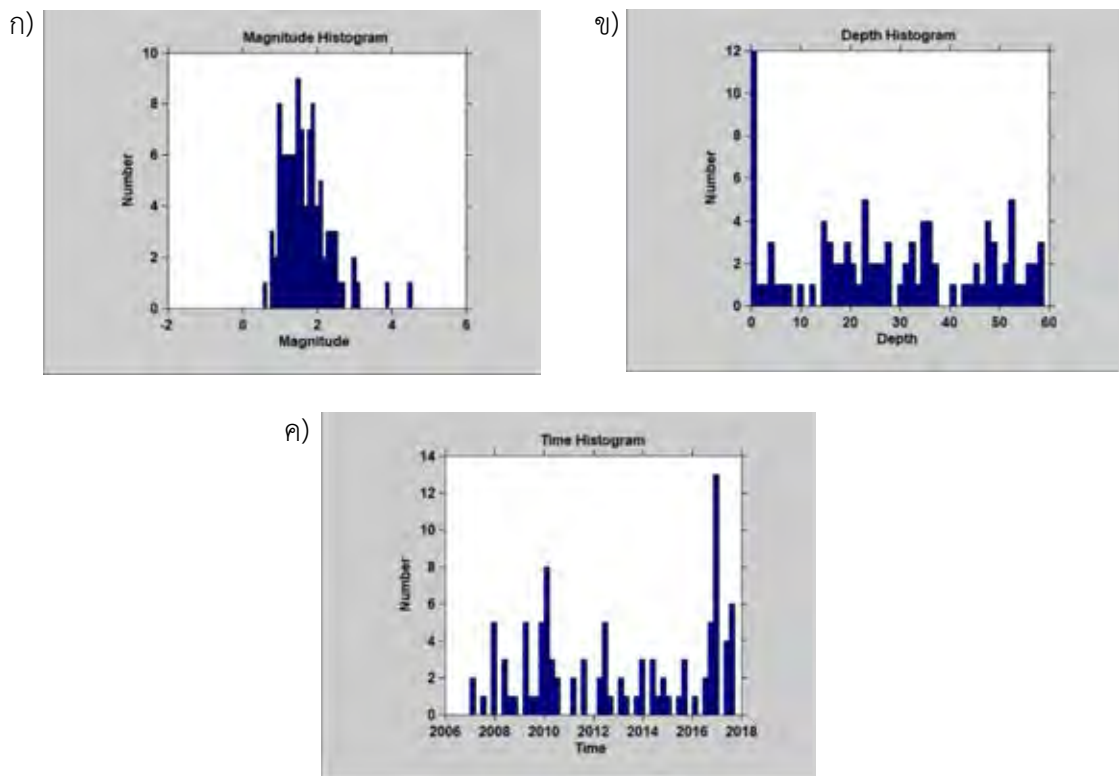 ก)
Magnitude Histogram
10
8
6
4
2
0
Number
-2 0 2 4 6
Magnitude
ข)
Depth Histogram
12
10
8
6
4
2
0
Number
0 10 20 30 40 50 60
Depth
ค)
Time Histogram
14
12
10
8
6
4
2
0
Number
2006 2008 2010 2012 2014 2016 2018
Time